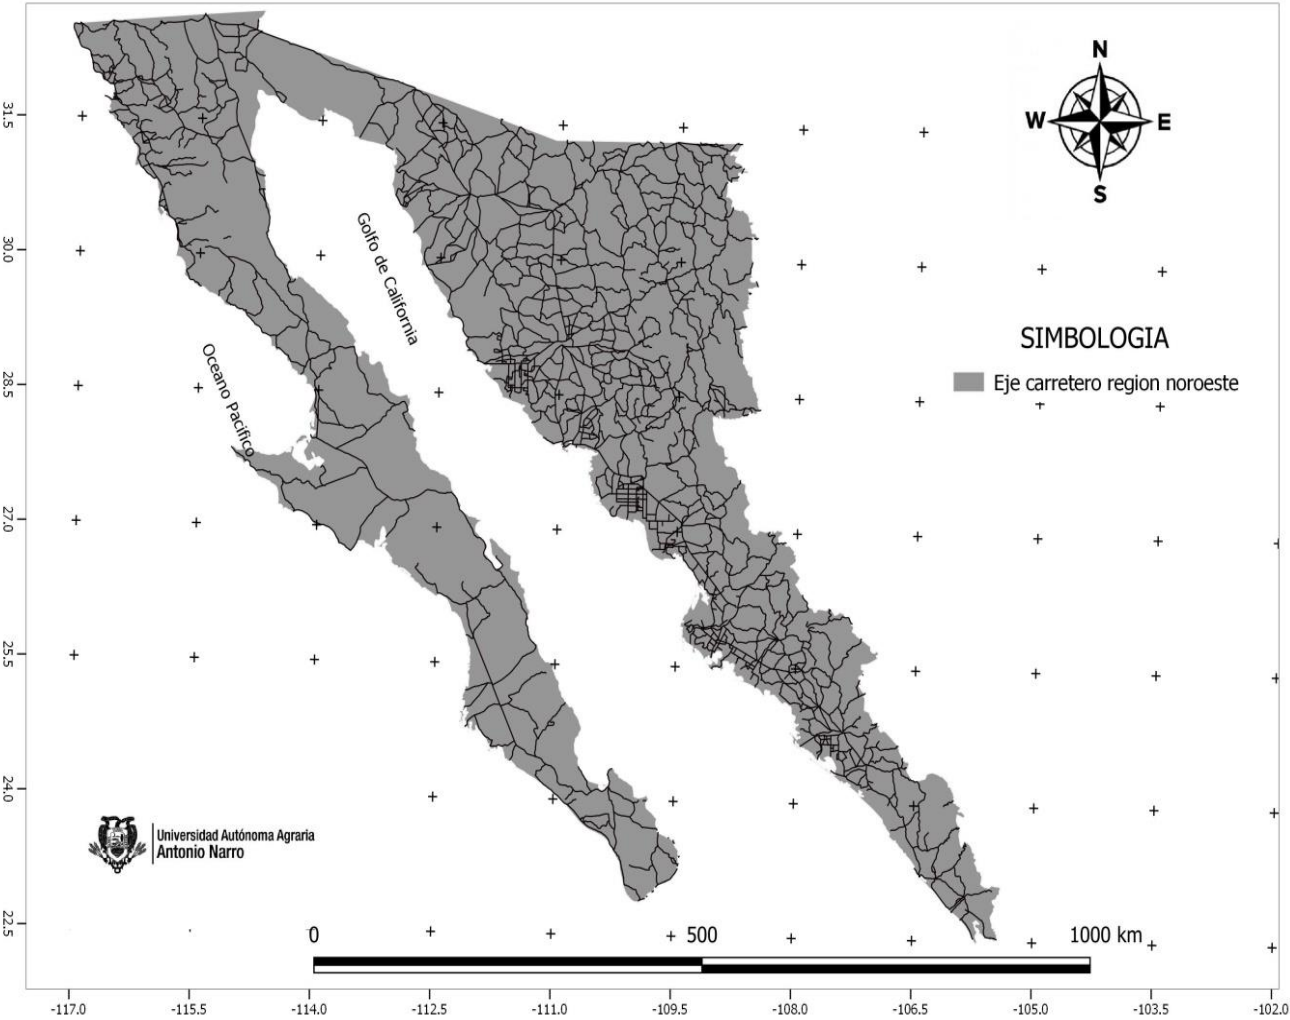 N
W E
S
31.5
30.0
28.5
27.0
25.5
24.0
22.5
Golfo de California
Oceano Pacifico
SIMBOLOGIA
Eje carretero region noroeste
Universidad Autónoma Agraria
Antonio Narro
0 500 1000 km
-117.0 -115.5 -114.0 -112.5 -111.0 -109.5 -108.0 -106.5 -105.0 -103.5 -102.0